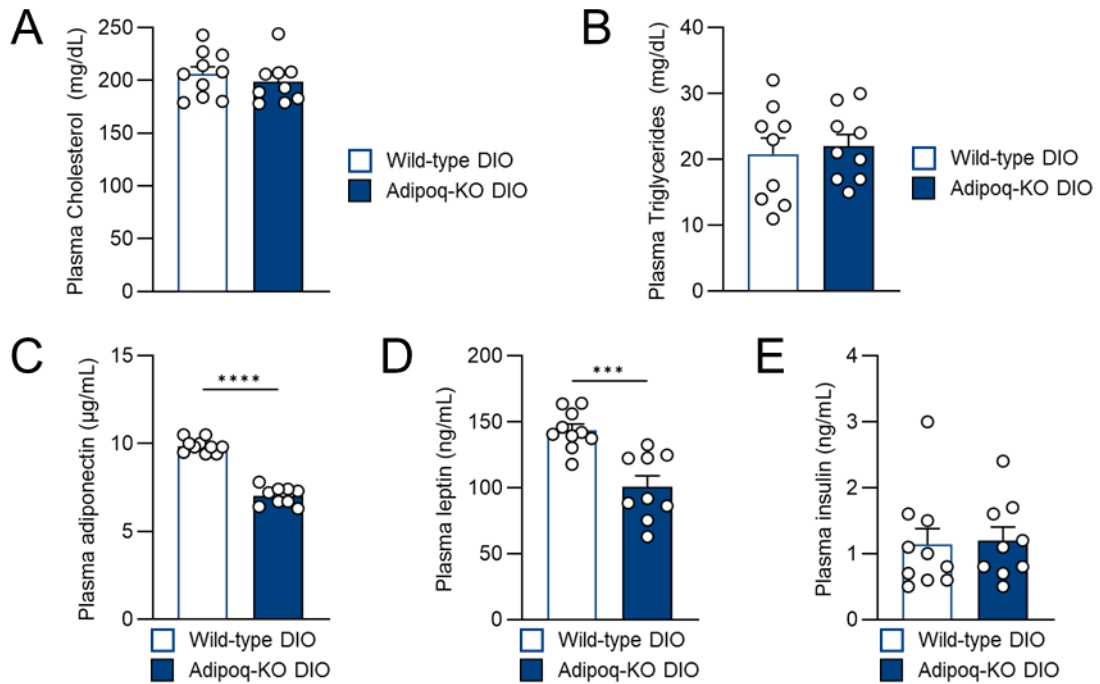 A
Plasma Cholesterol (mg/dL)
250
200
150
100
50
0
Wild-type DIO
Adipoq-KO DIO
B
Plasma Triglycerides (mg/dL)
40
30
20
10
0
Wild-type DIO
Adipoq-KO DIO
C
Plasma adiponectin (µg/mL)
15
10
5
0
****
Wild-type DIO
Adipoq-KO DIO
D
Plasma leptin (ng/mL)
200
150
100
50
0
***
Wild-type DIO
Adipoq-KO DIO
E
Plasma insulin (ng/mL)
4
3
2
1
0
Wild-type DIO
Adipoq-KO DIO